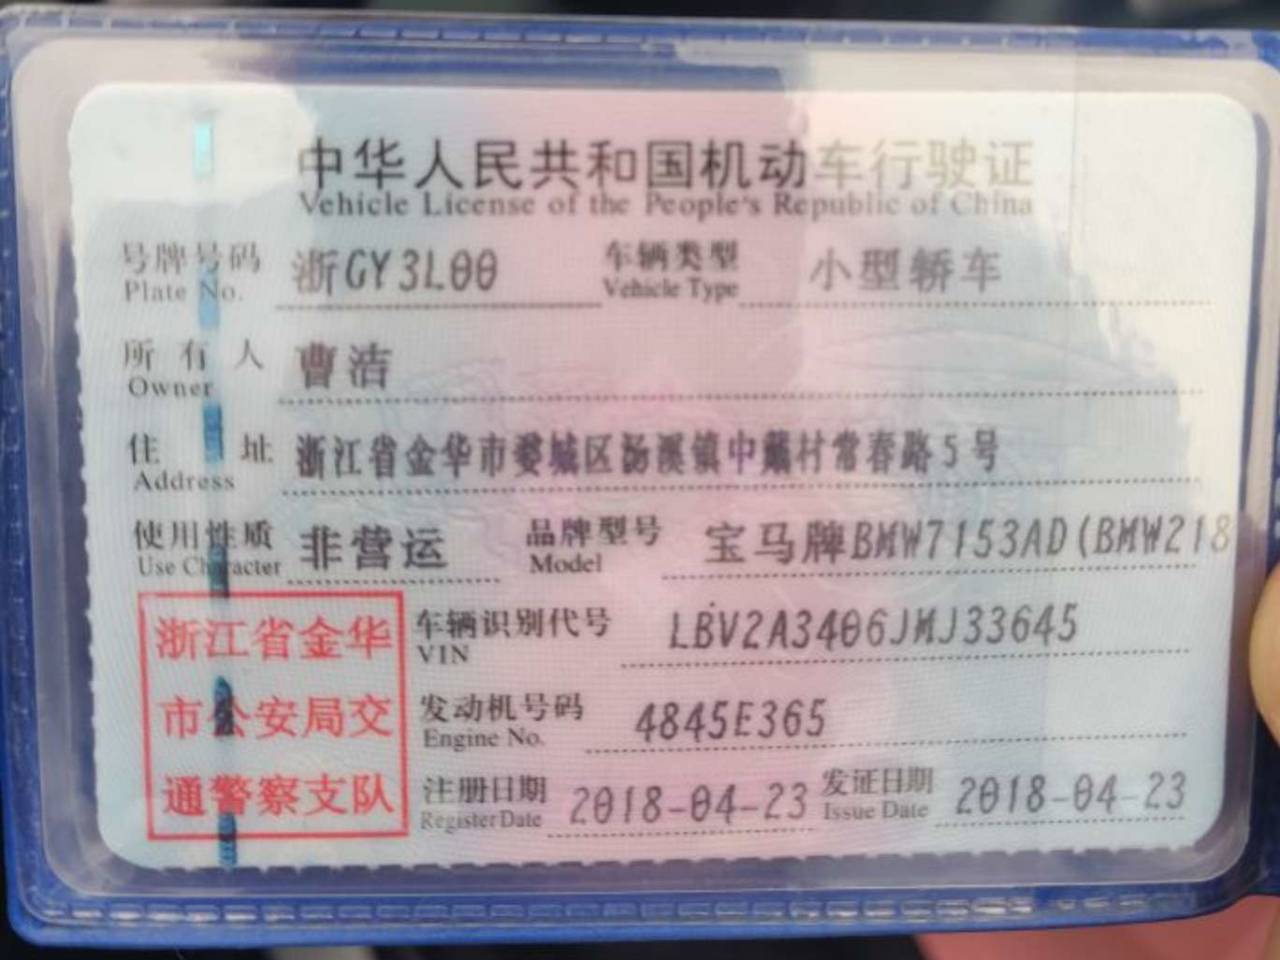 中华人民共和国机动车行驶证
Vehicle License of the People's Republic of China
号牌号码 浙GY3L00 车辆类型 小型轿车
Plate No. Vehicle Type
所有人 曹洁
Owner
住址 浙江省金华市婺城区汤溪镇中戴村常春路5号
Address
使用性质 非营运 品牌型号 宝马牌BMW7153AD(BMW218
Use Character Model
浙江省金华
市公安局交
通警察支队
车辆识别代号 LBV2A3406JMJ33645
VIN
发动机号码 4845E365
Engine No.
注册日期 2018-04-23 发证日期 2018-04-23
Register Date Issue Date